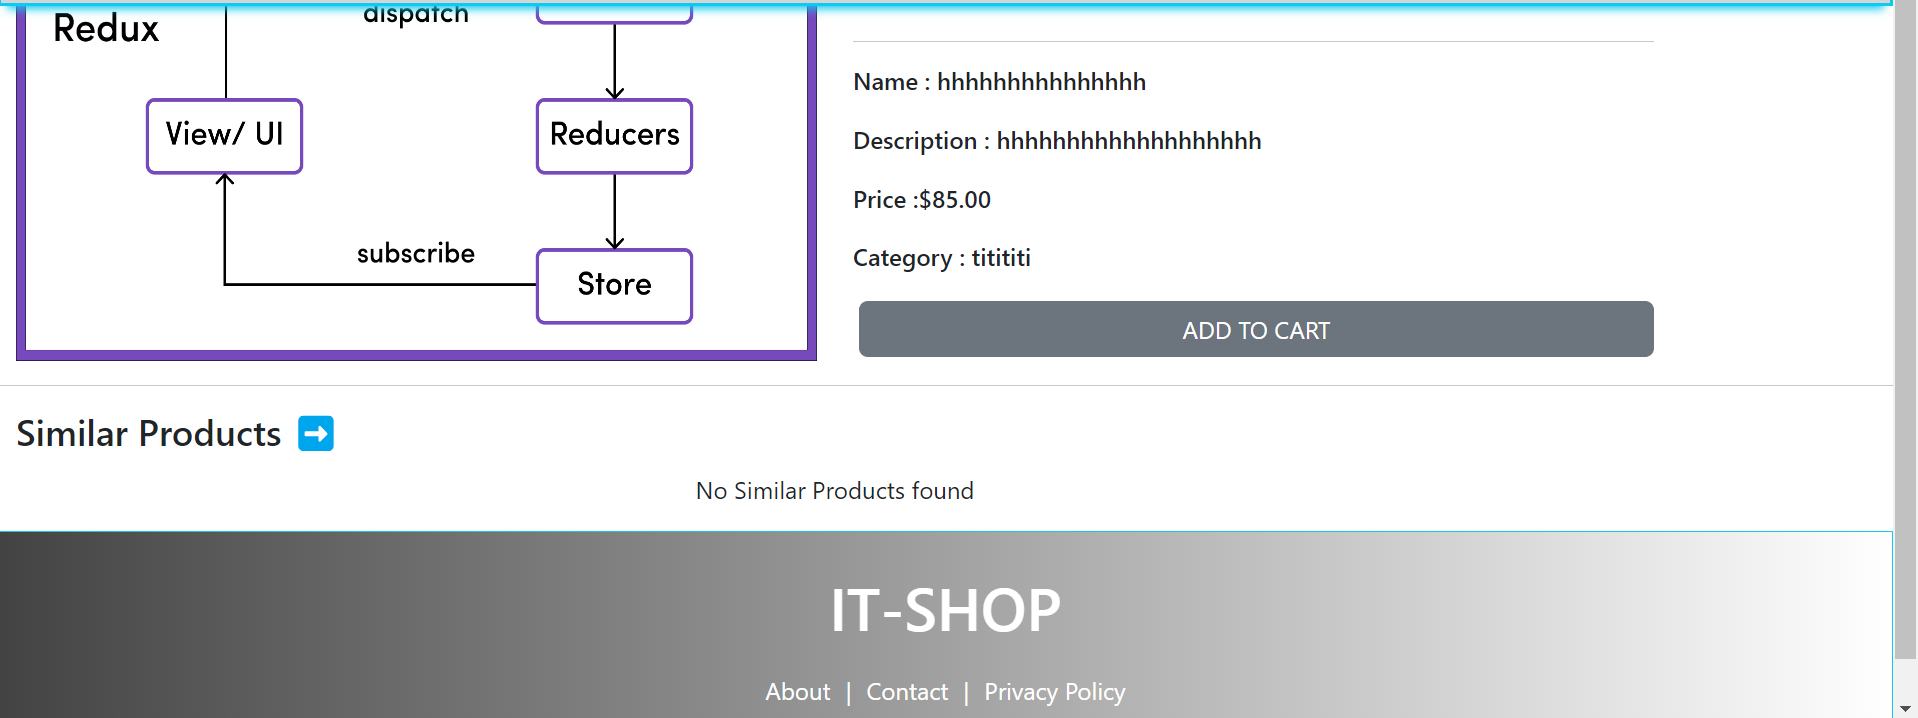 dispatch
Redux
View/ UI
Reducers
subscribe
Store
Name : hhhhhhhhhhhhhhh
Description : hhhhhhhhhhhhhhhhhhh
Price :$85.00
Category : titititi
ADD TO CART
Similar Products ➡
No Similar Products found
IT-SHOP
About | Contact | Privacy Policy